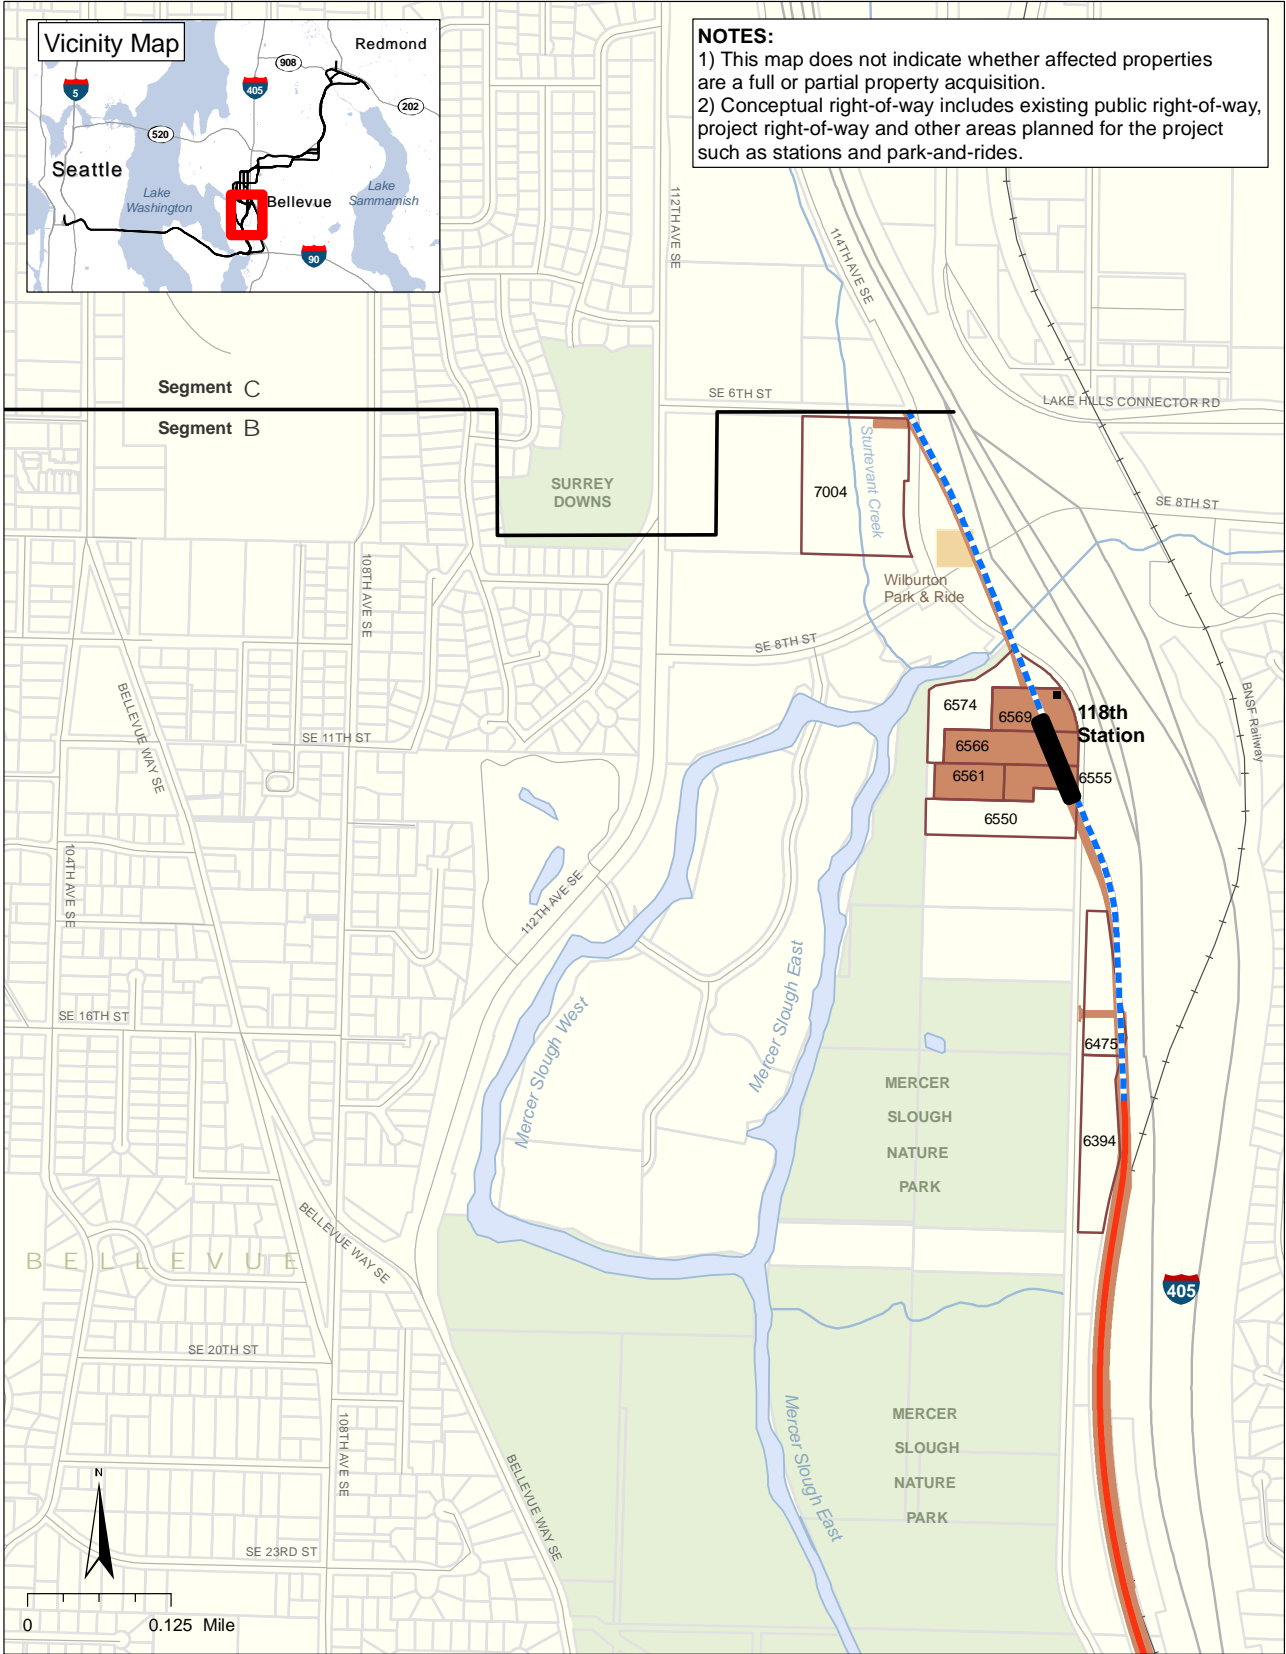 Vicinity Map
Redmond
908
5
405
202
520
Seattle
Lake
Washington
Bellevue
Lake
Sammamish
90
NOTES:
1) This map does not indicate whether affected properties
are a full or partial property acquisition.
2) Conceptual right-of-way includes existing public right-of-way,
project right-of-way and other areas planned for the project
such as stations and park-and-rides.
112TH AVE SE
114TH AVE SE
Segment C
Segment B
SE 6TH ST
LAKE HILLS CONNECTOR RD
SURREY
DOWNS
7004
Sturtevant Creek
SE 8TH ST
108TH AVE SE
Wilburton
Park & Ride
SE 8TH ST
BELLEVUE WAY SE
BNSF Railway
6574
6569
118th
Station
SE 11TH ST
6566
6561
6555
6550
104TH AVE SE
112TH AVE SE
Mercer Slough West
Mercer Slough East
SE 16TH ST
6475
MERCER
SLOUGH
NATURE
PARK
6394
BELLEVUE WAY SE
BELLEVUE
405
SE 20TH ST
MERCER
SLOUGH
NATURE
PARK
Mercer Slough East
108TH AVE SE
BELLEVUE WAY SE
N
SE 23RD ST
0
0.125 Mile